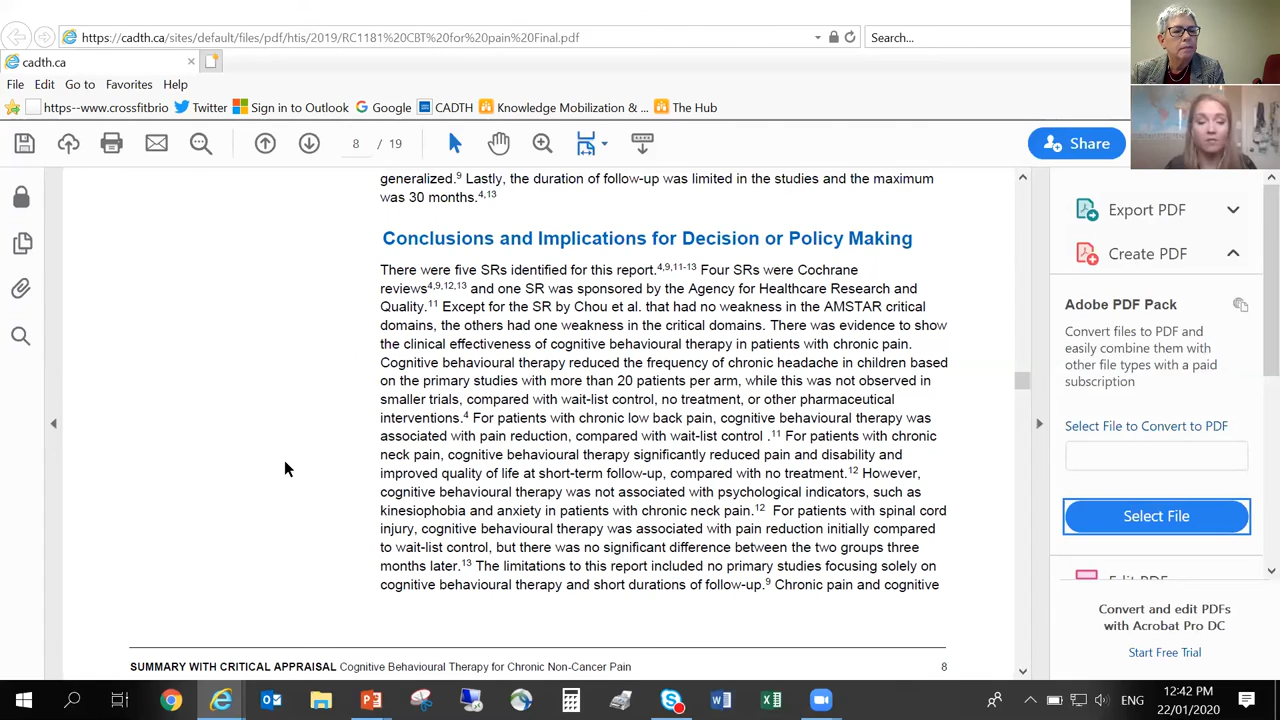 https://cadth.ca/sites/default/files/pdf/htis/2019/RC1181%20CBT%20for%20pain%20Final.pdf
Search...
cadth.ca
File Edit Go to Favorites Help
https--www.crossfitbrio Twitter Sign in to Outlook Google CADTH Knowledge Mobilization & ... The Hub
8 / 19
Share
generalized.9 Lastly, the duration of follow-up was limited in the studies and the maximum
was 30 months.4,13
Conclusions and Implications for Decision or Policy Making
There were five SRs identified for this report.4,9,11-13 Four SRs were Cochrane
reviews4,9,12,13 and one SR was sponsored by the Agency for Healthcare Research and
Quality.11 Except for the SR by Chou et al. that had no weakness in the AMSTAR critical
domains, the others had one weakness in the critical domains. There was evidence to show
the clinical effectiveness of cognitive behavioural therapy in patients with chronic pain.
Cognitive behavioural therapy reduced the frequency of chronic headache in children based
on the primary studies with more than 20 patients per arm, while this was not observed in
smaller trials, compared with wait-list control, no treatment, or other pharmaceutical
interventions.4 For patients with chronic low back pain, cognitive behavioural therapy was
associated with pain reduction, compared with wait-list control .11 For patients with chronic
neck pain, cognitive behavioural therapy significantly reduced pain and disability and
improved quality of life at short-term follow-up, compared with no treatment.12 However,
cognitive behavioural therapy was not associated with psychological indicators, such as
kinesiophobia and anxiety in patients with chronic neck pain.12 For patients with spinal cord
injury, cognitive behavioural therapy was associated with pain reduction initially compared
to wait-list control, but there was no significant difference between the two groups three
months later.13 The limitations to this report included no primary studies focusing solely on
cognitive behavioural therapy and short durations of follow-up.9 Chronic pain and cognitive
SUMMARY WITH CRITICAL APPRAISAL Cognitive Behavioural Therapy for Chronic Non-Cancer Pain 8
Export PDF
Create PDF
Adobe PDF Pack
Convert files to PDF and
easily combine them with
other file types with a paid
subscription
Select File to Convert to PDF
Select File
Edit PDF
Convert and edit PDFs
with Acrobat Pro DC
Start Free Trial
ENG
12:42 PM
22/01/2020